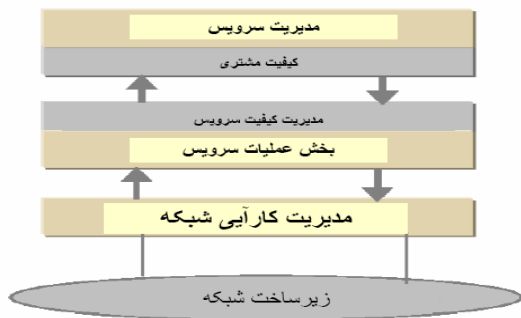 مدیریت سرویس
کیفیت مشتری
مدیریت کیفیت سرویس
بخش عملیات سرویس
مدیریت کارآیی شبکه
زیرساخت شبکه